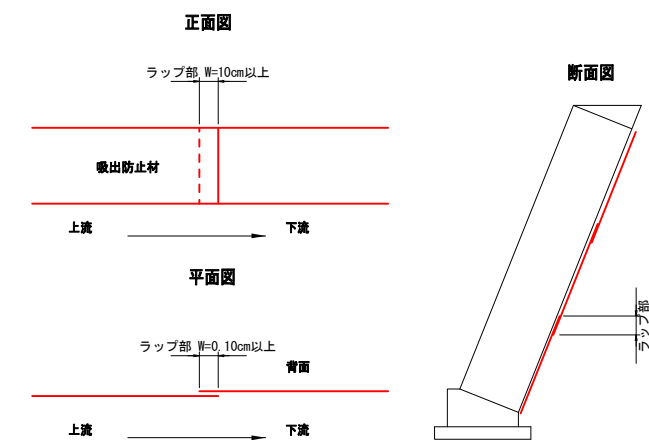 正面図
ラップ部 W=10cm以上
吸出防止材
上流
下流
平面図
ラップ部 W=0.10cm以上
背面
上流
下流
断面図
ラップ部